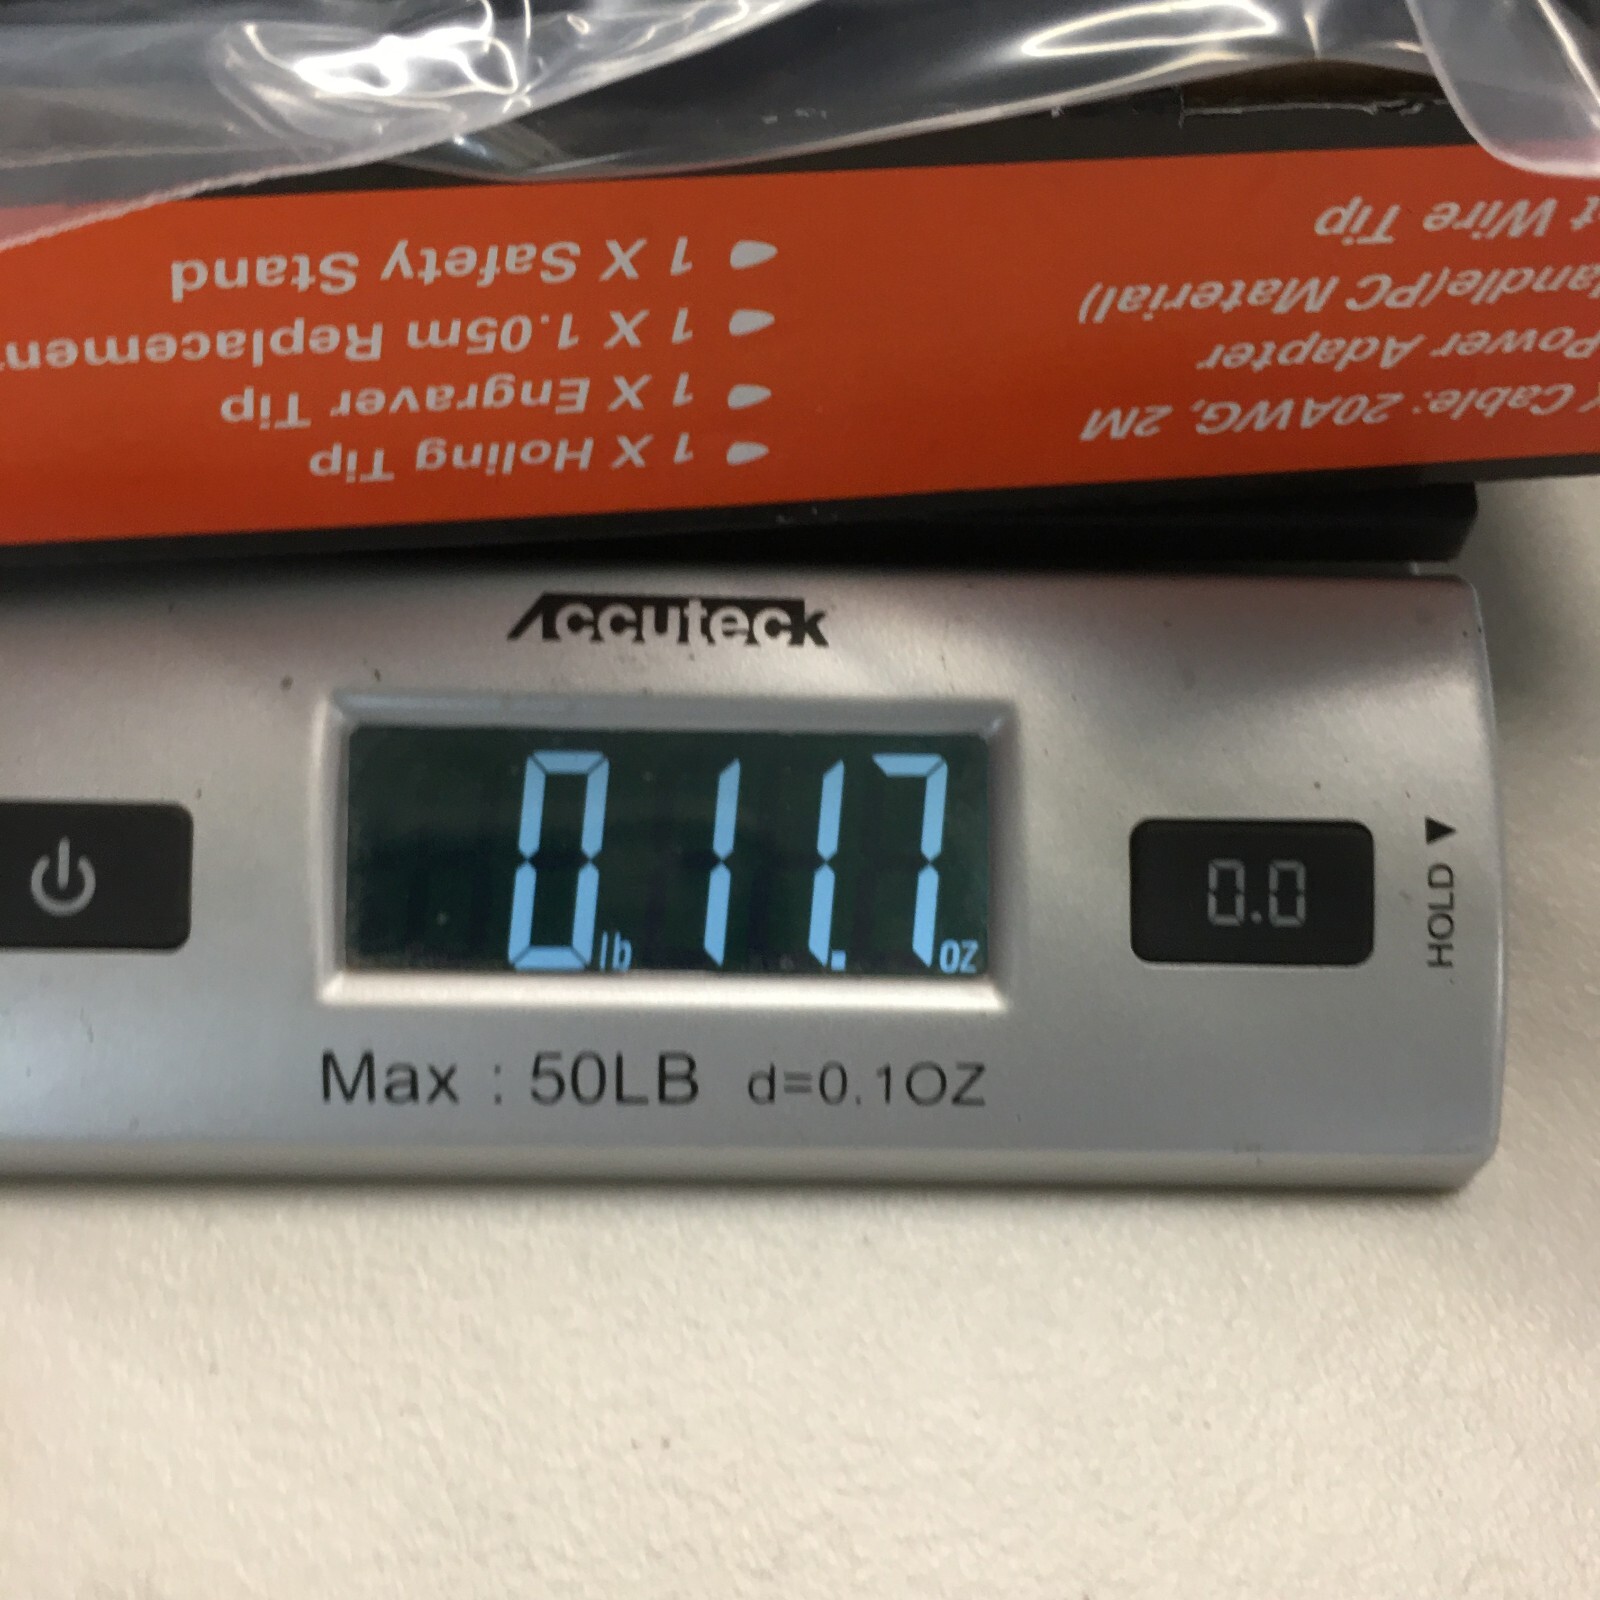 1 X Holing Tip
1 X Engraver Tip
1 X 1.05m Replacemen
1 X Safety Stand
Cable: 20AWG, 2M
Power Adapter
andle(PC Material)
t Wire Tip
Accuteck
0 lb 11.7 oz
0.0
HOLD
Max : 50LB d=0.1OZ